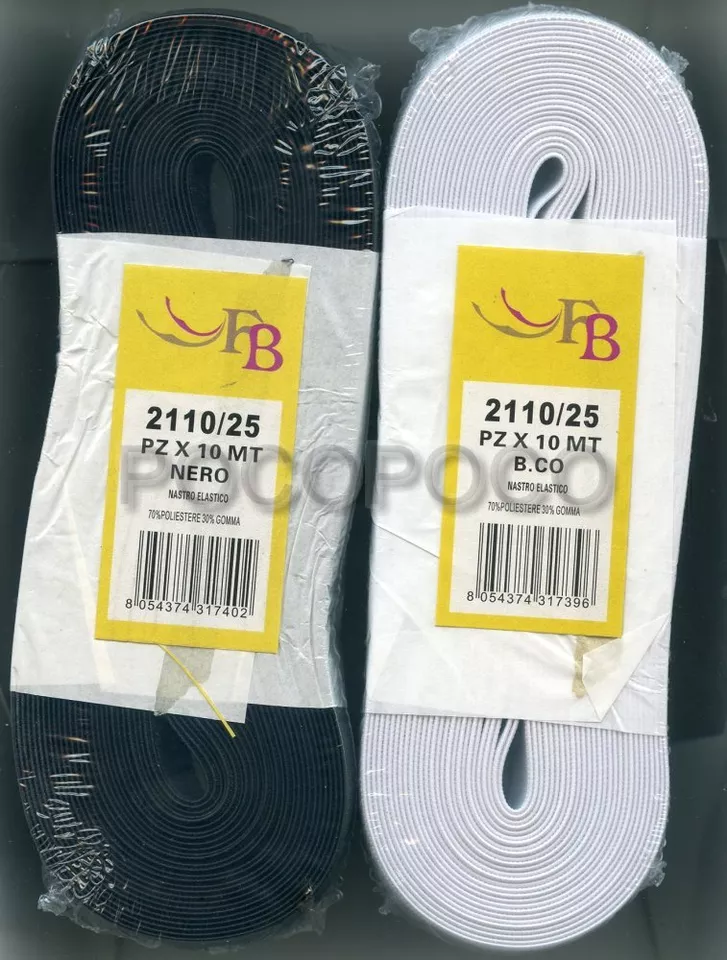 FB
2110/25
PZ X 10 MT
NERO
NASTRO ELASTICO
70%POLIESTERE 30% GOMMA
8 054374 317402
FB
2110/25
PZ X 10 MT
B.CO
NASTRO ELASTICO
70%POLIESTERE 30% GOMMA
8 054374 317396
POCOPOCO